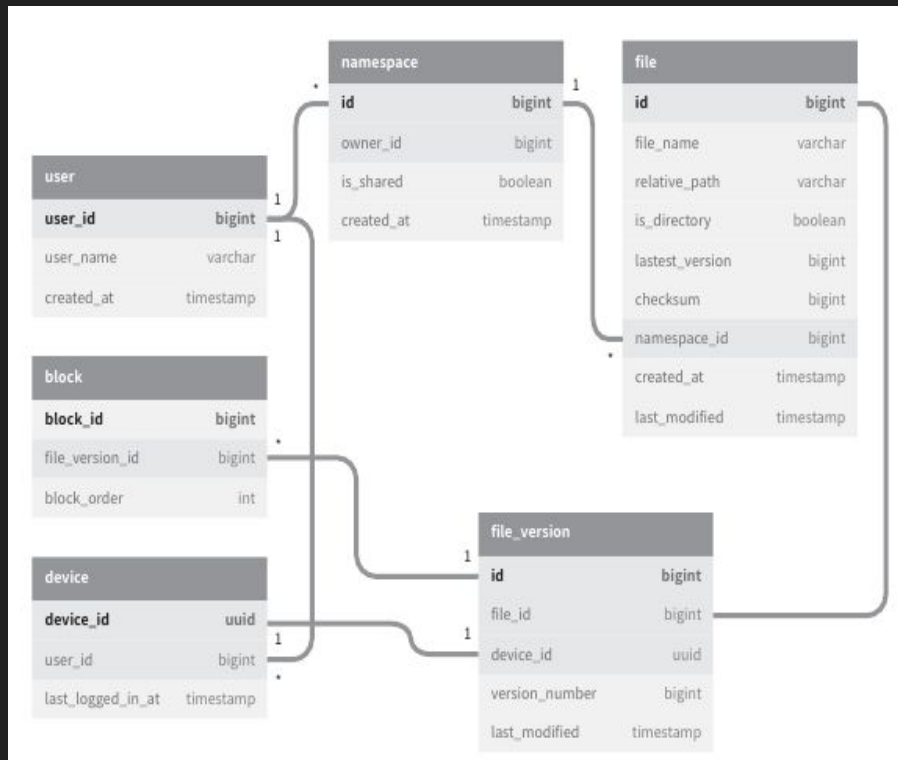 namespace
id bigint
owner_id bigint
is_shared boolean
created_at timestamp
file
id bigint
file_name varchar
relative_path varchar
is_directory boolean
lastest_version bigint
checksum bigint
namespace_id bigint
created_at timestamp
last_modified timestamp
user
user_id bigint
user_name varchar
created_at timestamp
block
block_id bigint
file_version_id bigint
block_order int
device
device_id uuid
user_id bigint
last_logged_in_at timestamp
file_version
id bigint
file_id bigint
device_id uuid
version_number bigint
last_modified timestamp
*
1
1
1
*
*
1
1
1
*